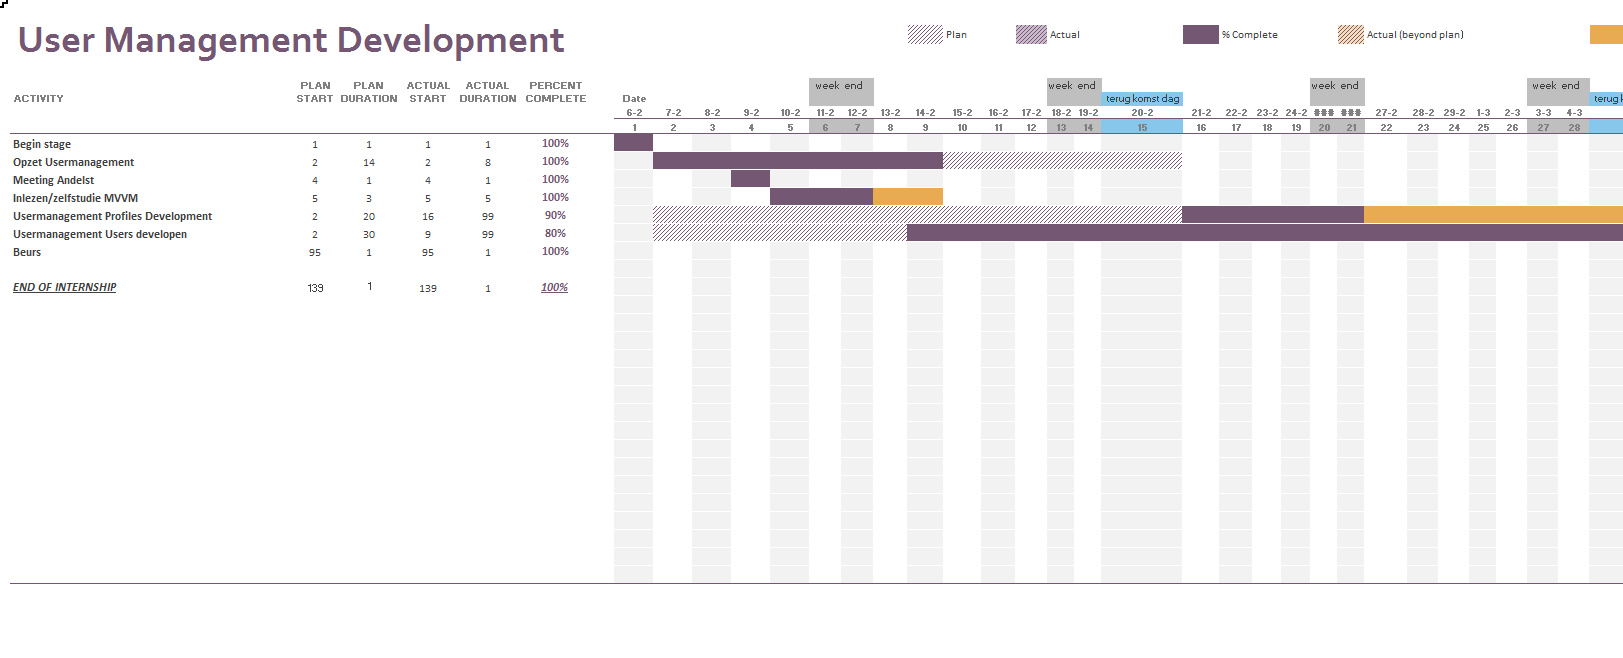 User Management Development
Plan Actual % Complete Actual (beyond plan)
PLAN PLAN ACTUAL ACTUAL PERCENT week end week end week end week end
ACTIVITY START DURATION START DURATION COMPLETE Date terug komst dag terug k
6-2 7-2 8-2 9-2 10-2 11-2 12-2 13-2 14-2 15-2 16-2 17-2 18-2 19-2 20-2 21-2 22-2 23-2 24-2 ### ### 27-2 28-2 29-2 1-3 2-3 3-3 4-3
1 2 3 4 5 6 7 8 9 10 11 12 13 14 15 16 17 18 19 20 21 22 23 24 25 26 27 28
Begin stage 1 1 1 1 100%
Opzet Usermanagement 2 14 2 8 100%
Meeting Andelst 4 1 4 1 100%
Inlezen/zelfstudie MVVM 5 3 5 5 100%
Usermanagement Profiles Development 2 20 16 99 90%
Usermanagement Users developen 2 30 9 99 80%
Beurs 95 1 95 1 100%
END OF INTERNSHIP 139 1 139 1 100%